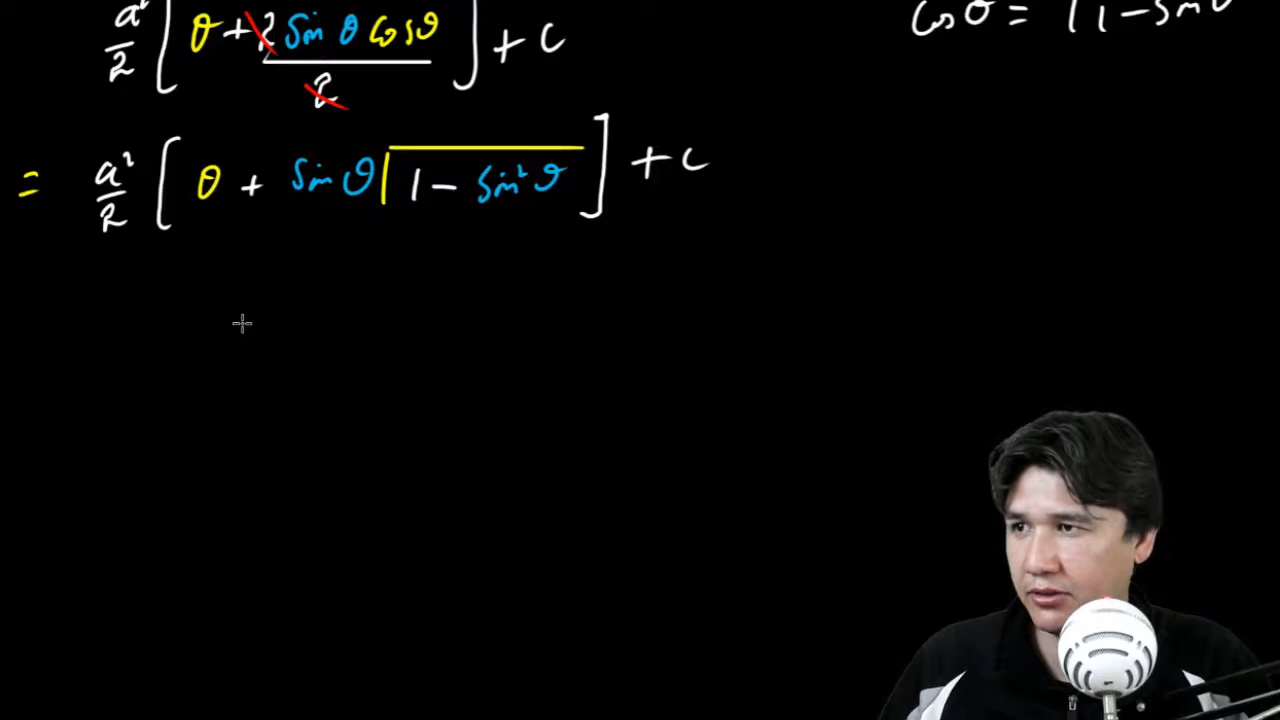 a²/2 [θ + 2 sin θ cos θ / 2] + c
cos θ = √1 - sin²θ
= a²/2 [θ + sin θ √1 - sin²θ] + c